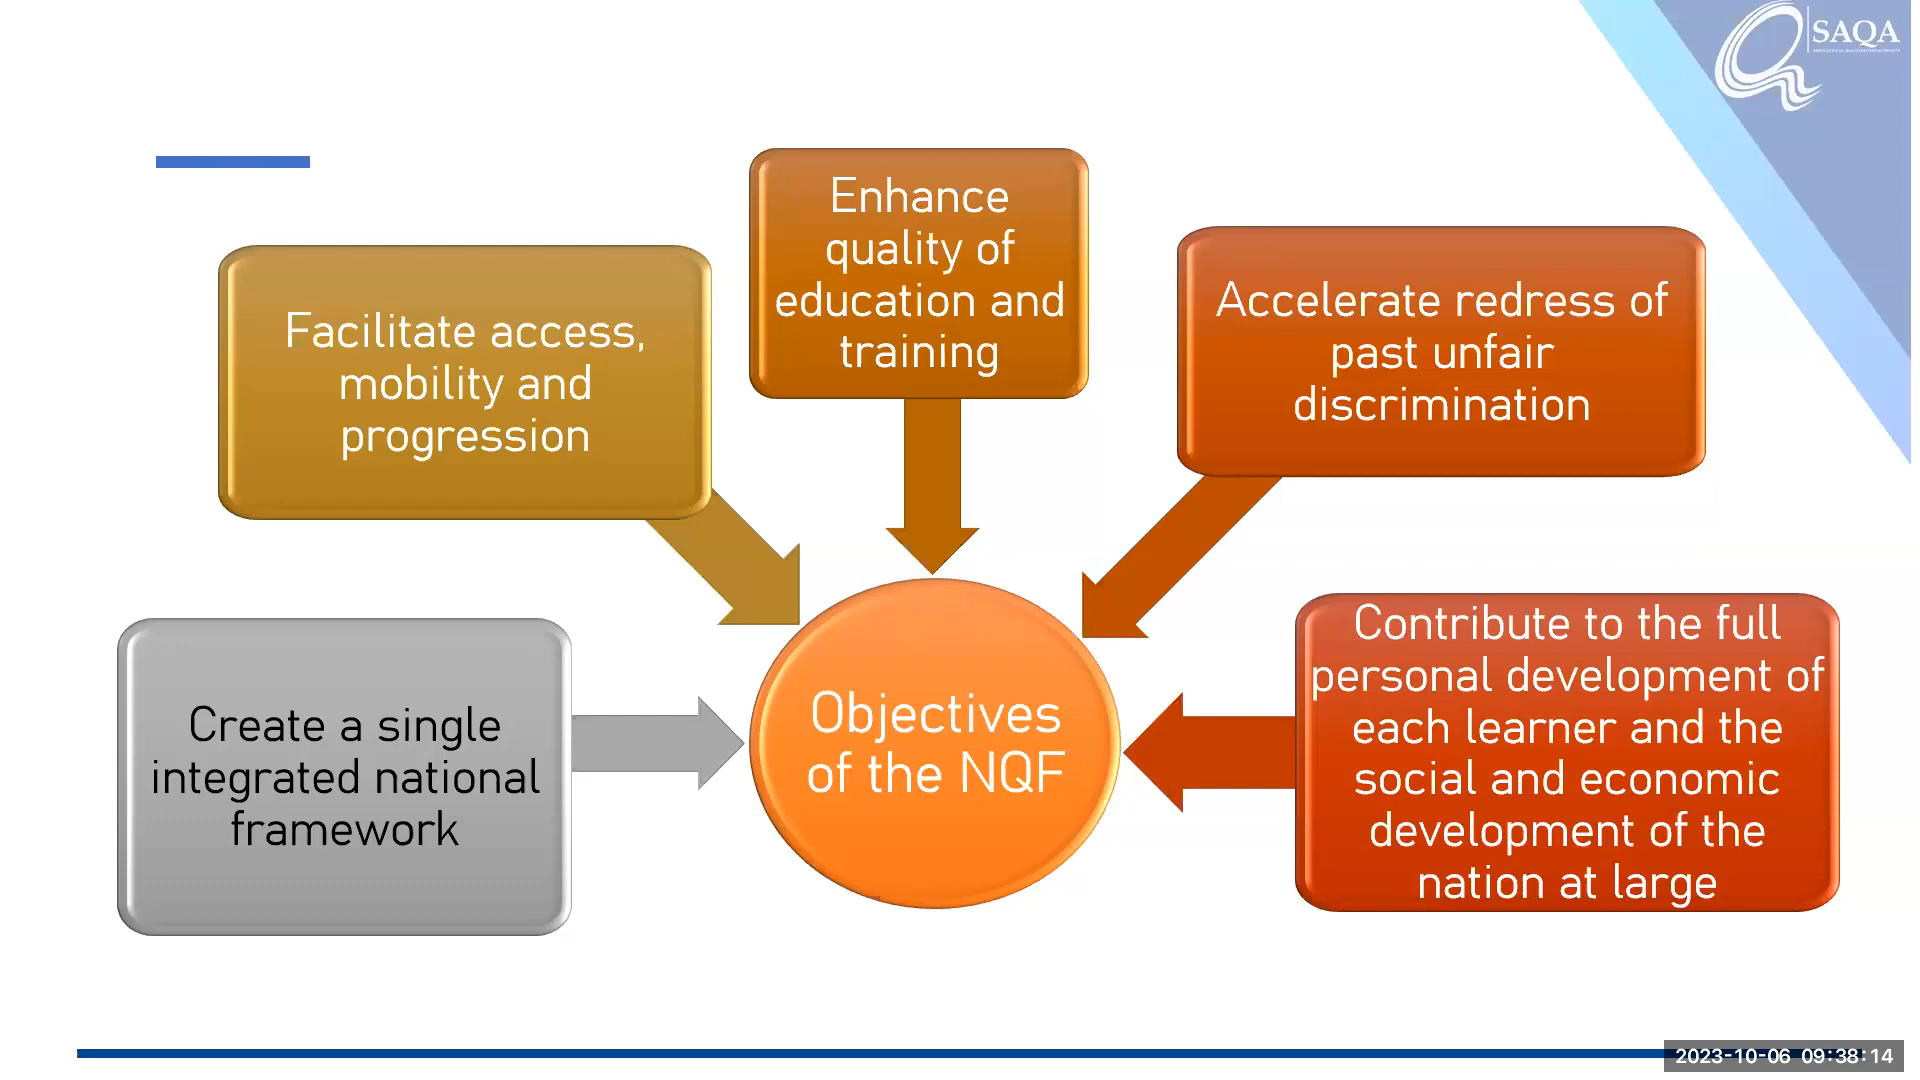 SAQA
Enhance
quality of
education and
training
Facilitate access,
mobility and
progression
Accelerate redress of
past unfair
discrimination
Create a single
integrated national
framework
Objectives
of the NQF
Contribute to the full
personal development of
each learner and the
social and economic
development of the
nation at large
2023-10-06 09:38:14